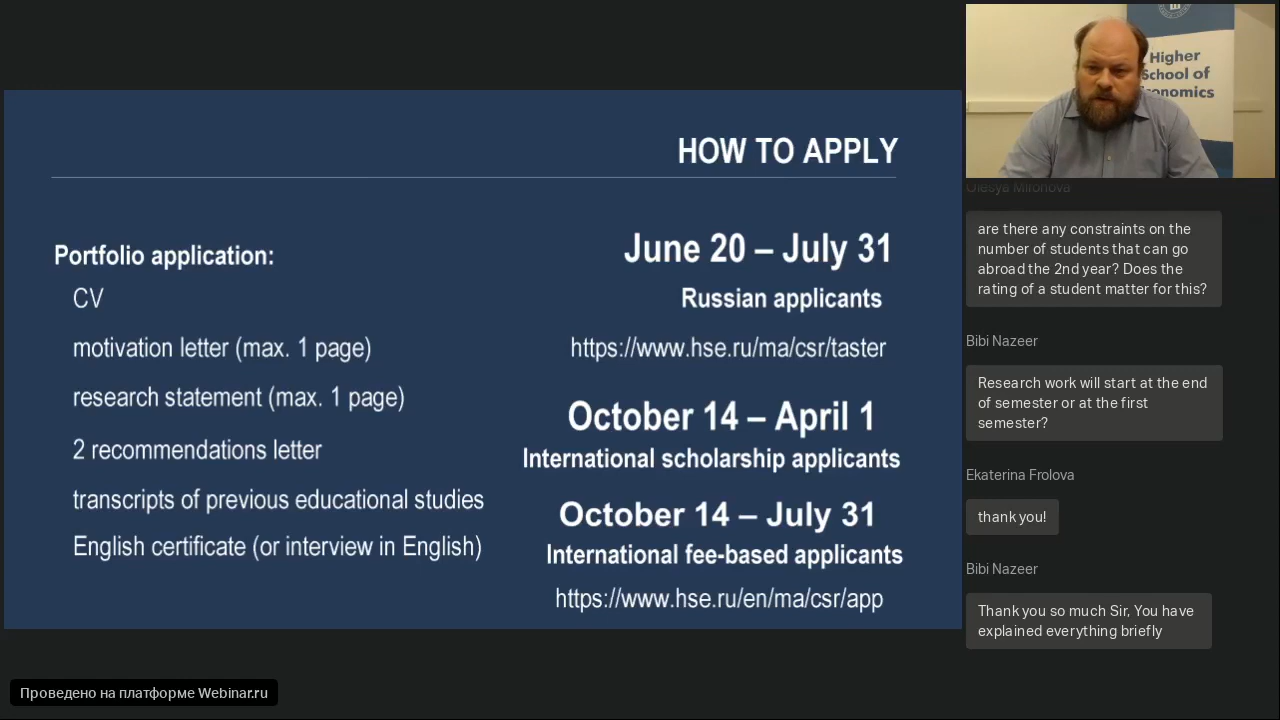 HOW TO APPLY
Portfolio application:
CV
motivation letter (max. 1 page)
research statement (max. 1 page)
2 recommendations letter
transcripts of previous educational studies
English certificate (or interview in English)
June 20 – July 31
Russian applicants
https://www.hse.ru/ma/csr/taster
October 14 – April 1
International scholarship applicants
October 14 – July 31
International fee-based applicants
https://www.hse.ru/en/ma/csr/app
Higher
School of
Economics
Olesya Mironova
are there any constraints on the
number of students that can go
abroad the 2nd year? Does the
rating of a student matter for this?
Bibi Nazeer
Research work will start at the end
of semester or at the first
semester?
Ekaterina Frolova
thank you!
Bibi Nazeer
Thank you so much Sir, You have
explained everything briefly
Проведено на платформе Webinar.ru